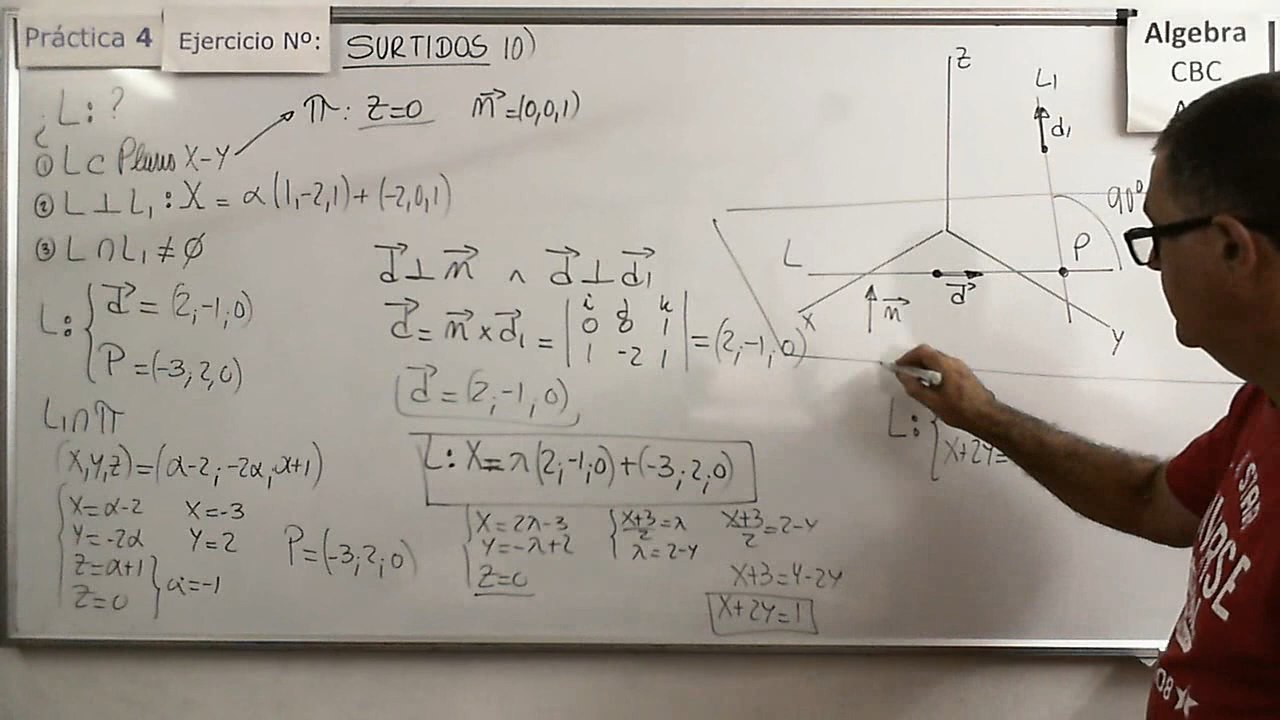 Práctica 4 Ejercicio Nº: SURTIDOS 10)
¿L:?
π: Z=0 n⃗=(0,0,1)
① L⊂ Plano X-Y
② L⊥L₁: X=α(1,-2,1)+(-2,0,1)
③ L∩L₁≠∅
L: { d⃗=(2,-1,0)
P=(-3,2,0)
L₁∩π
(X,Y,Z)=(α-2,-2α,α+1)
X=α-2 X=-3
Y=-2α Y=2
Z=α+1
Z=0 } α=-1
P=(-3,2,0)
d⃗⊥n⃗ ∧ d⃗⊥d⃗₁
d⃗=n⃗×d⃗₁= | i j k |
| 0 0 1 |
| 1 -2 1 | =(2,-1,0)
d⃗=(2,-1,0)
L: X=λ(2,-1,0)+(-3,2,0)
X=2λ-3
Y=-λ+2
Z=0
X+3/2=λ
λ=2-Y
X+3/2=2-Y
X+3=4-2Y
X+2Y=1
Z
L₁
d⃗₁
90°
L
P
d⃗
X
n⃗
Y
L: {
X+2Y=
Algebra
CBC